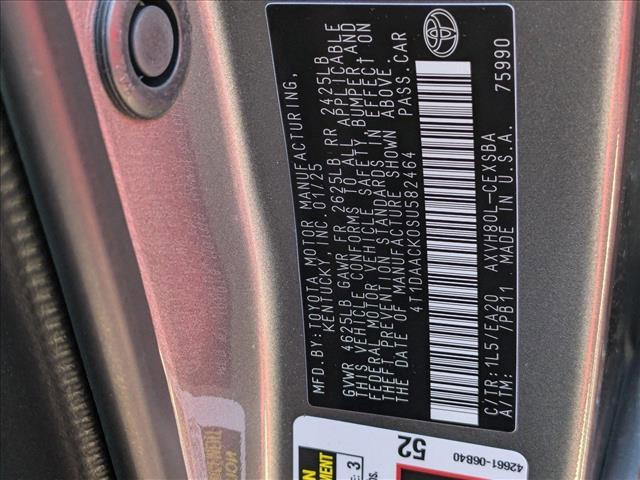 MFD.BY:TOYOTA MOTOR MANUFACTURING,
KENTUCKY, INC. 01/25
GVWR 4625LB GAWR FR 2625LB RR 2425LB
THIS VEHICLE CONFORMS TO ALL APPLICABLE
FEDERAL MOTOR VEHICLE SAFETY, BUMPER AND
THEFT PREVENTION STANDARDS IN EFFECT ON
THE DATE OF MANUFACTURE SHOWN ABOVE.
4T1DAACK0SU582464 PASS.CAR
C/TR:1L5/EA20 AXVH80L-CEXSBA
A/TM: /PB11 MADE IN U.S.A. 75990
52
42661-06B40
3